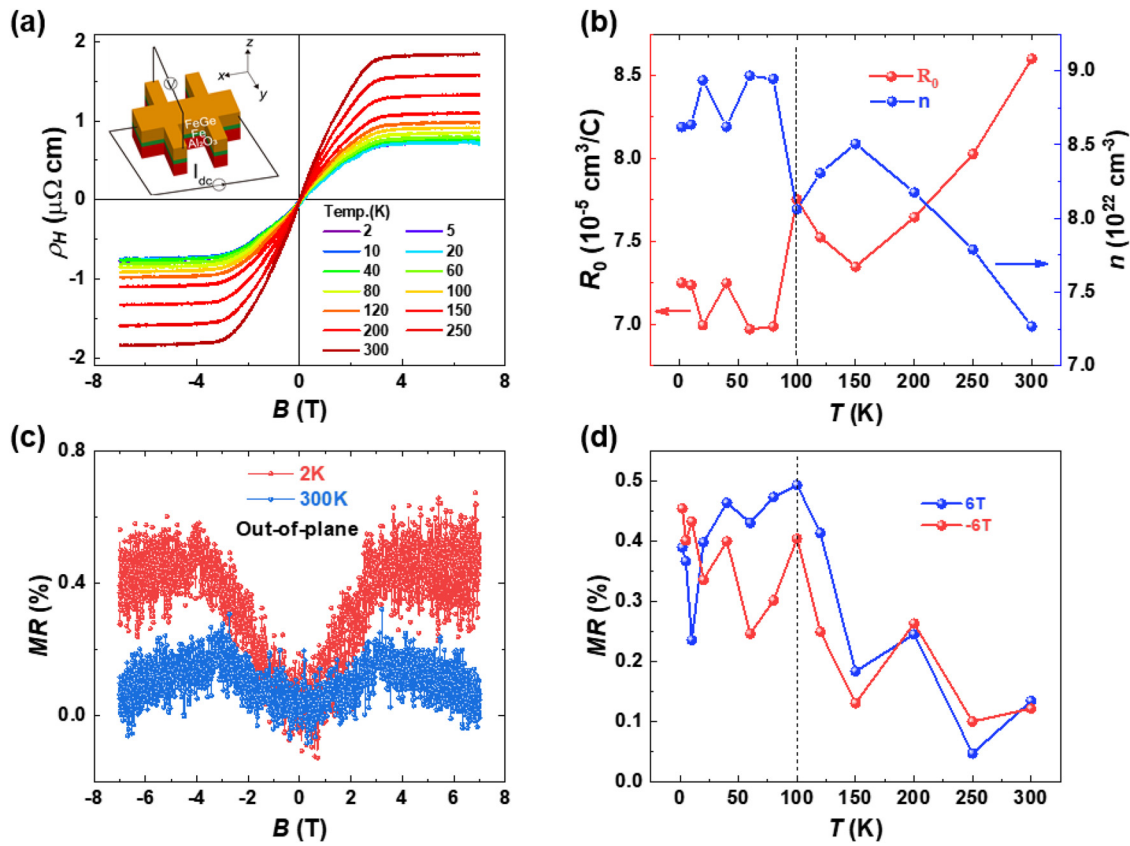 (a)
2
1
0
-1
-2
ρH (μΩ cm)
z
x
y
V
FeGe
Fe
Al₂O₃
Idc
Temp.(K)
2 5
10 20
40 60
80 100
120 150
200 250
300
-8 -4 0 4 8
B (T)
(b)
8.5
8.0
7.5
7.0
R₀ (10⁻⁵ cm³/C)
R₀
n
9.0
8.5
8.0
7.5
7.0
n (10²² cm⁻³)
0 50 100 150 200 250 300
T (K)
(c)
0.8
0.4
0.0
MR (%)
2K
300K
Out-of-plane
-8 -6 -4 -2 0 2 4 6 8
B (T)
(d)
0.5
0.4
0.3
0.2
0.1
0.0
MR (%)
6T
-6T
0 50 100 150 200 250 300
T (K)